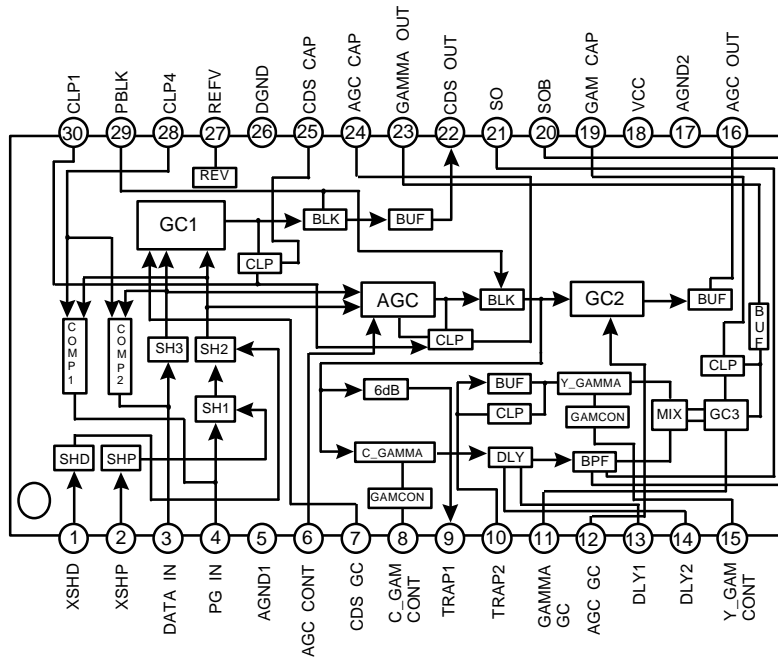 CLP1
PBLK
CLP4
REFV
DGND
CDS CAP
AGC CAP
GAMMA OUT
CDS OUT
SO
SOB
GAM CAP
VCC
AGND2
AGC OUT
30
29
28
27
26
25
24
23
22
21
20
19
18
17
16
REV
GC1
BLK
BUF
CLP
AGC
BLK
GC2
BUF
BUF
CLP
CLP
COMP1
COMP2
SH3
SH2
6dB
BUF
Y_GAMMA
CLP
GAMCON
MIX
GC3
SH1
SHD
SHP
C_GAMMA
DLY
BPF
GAMCON
1
2
3
4
5
6
7
8
9
10
11
12
13
14
15
XSHD
XSHP
DATA IN
PG IN
AGND1
AGC CONT
CDS GC
C_GAM
CONT
TRAP1
TRAP2
GAMMA
GC
AGC GC
DLY1
DLY2
Y_GAM
CONT